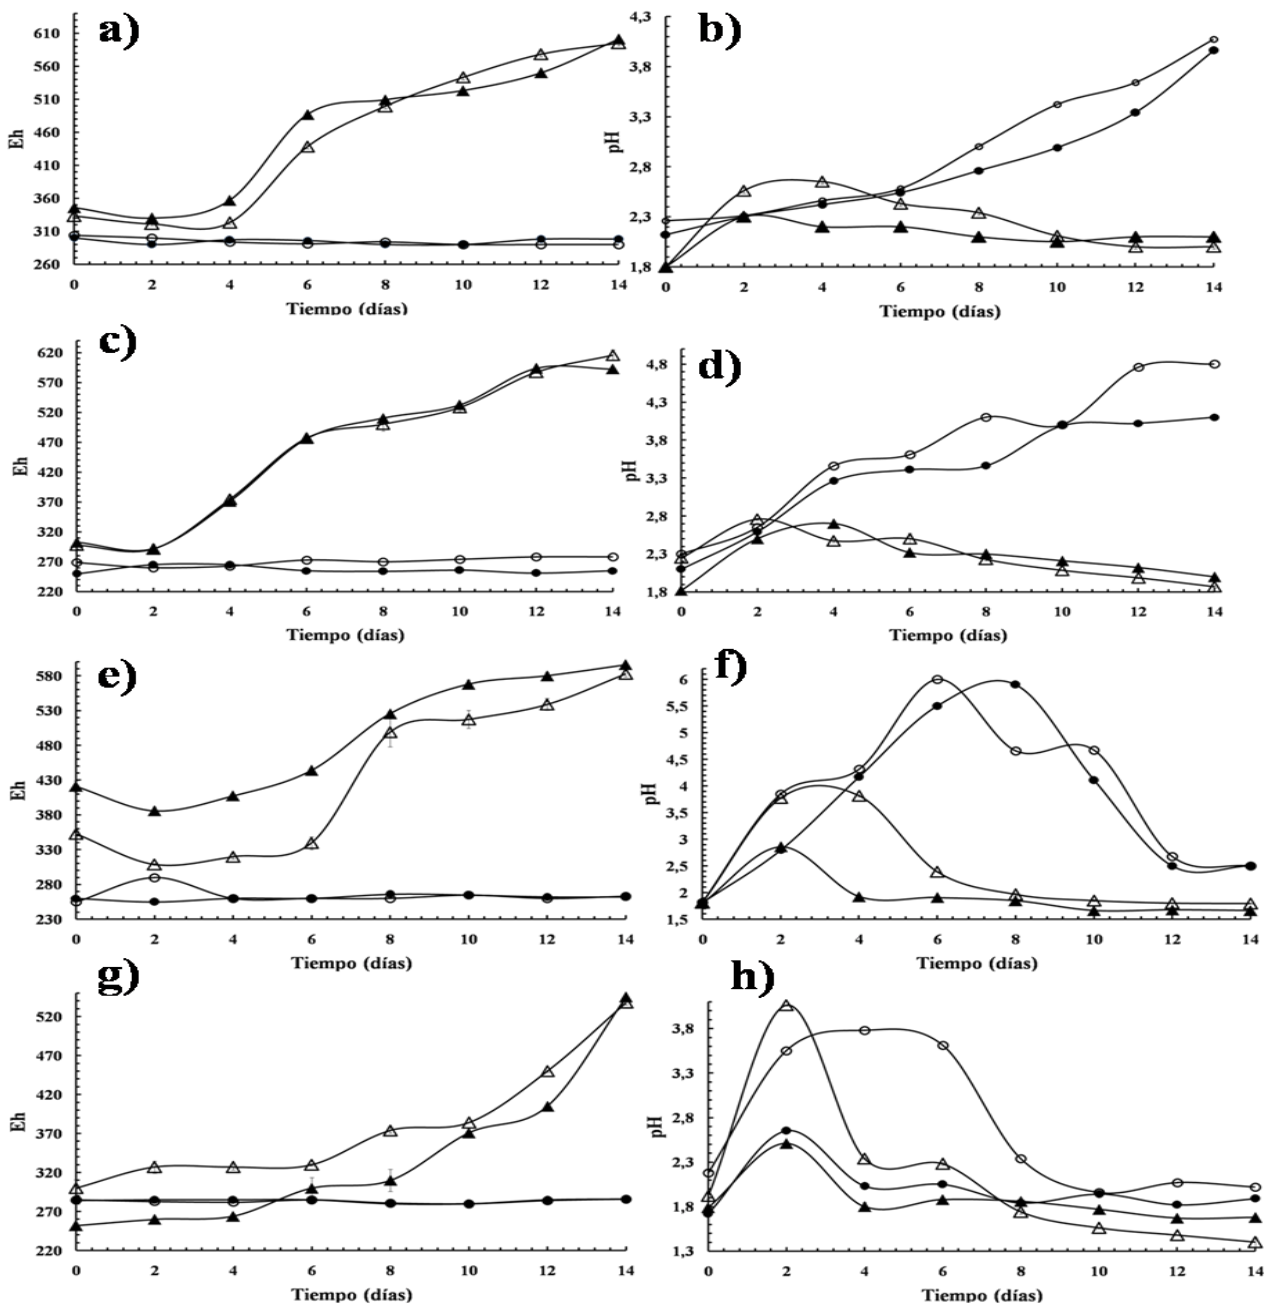 a)
610
560
510
460
410
360
310
260
Eh
0 2 4 6 8 10 12 14
Tiempo (días)
b)
4,3
3,8
3,3
2,8
2,3
1,8
pH
0 2 4 6 8 10 12 14
Tiempo (días)
c)
620
570
520
470
420
370
320
270
220
Eh
0 2 4 6 8 10 12 14
Tiempo (días)
d)
4,8
4,3
3,8
3,3
2,8
2,3
1,8
pH
0 2 4 6 8 10 12 14
Tiempo (días)
e)
580
530
480
430
380
330
280
230
Eh
0 2 4 6 8 10 12 14
Tiempo (días)
f)
6
5,5
5
4,5
4
3,5
3
2,5
2
1,5
pH
0 2 4 6 8 10 12 14
Tiempo (días)
g)
520
470
420
370
320
270
220
Eh
0 2 4 6 8 10 12 14
Tiempo (días)
h)
3,8
3,3
2,8
2,3
1,8
1,3
pH
0 2 4 6 8 10 12 14
Tiempo (días)